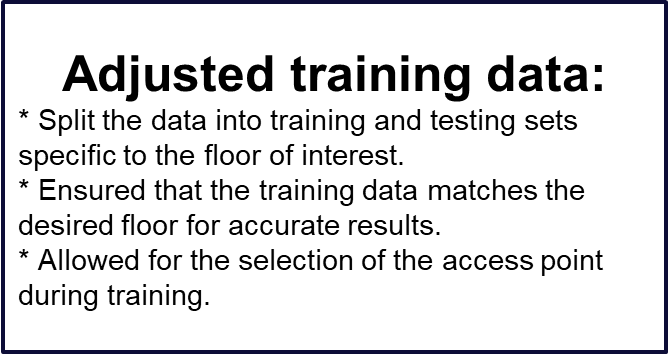 Adjusted training data:
* Split the data into training and testing sets
specific to the floor of interest.
* Ensured that the training data matches the
desired floor for accurate results.
* Allowed for the selection of the access point
during training.